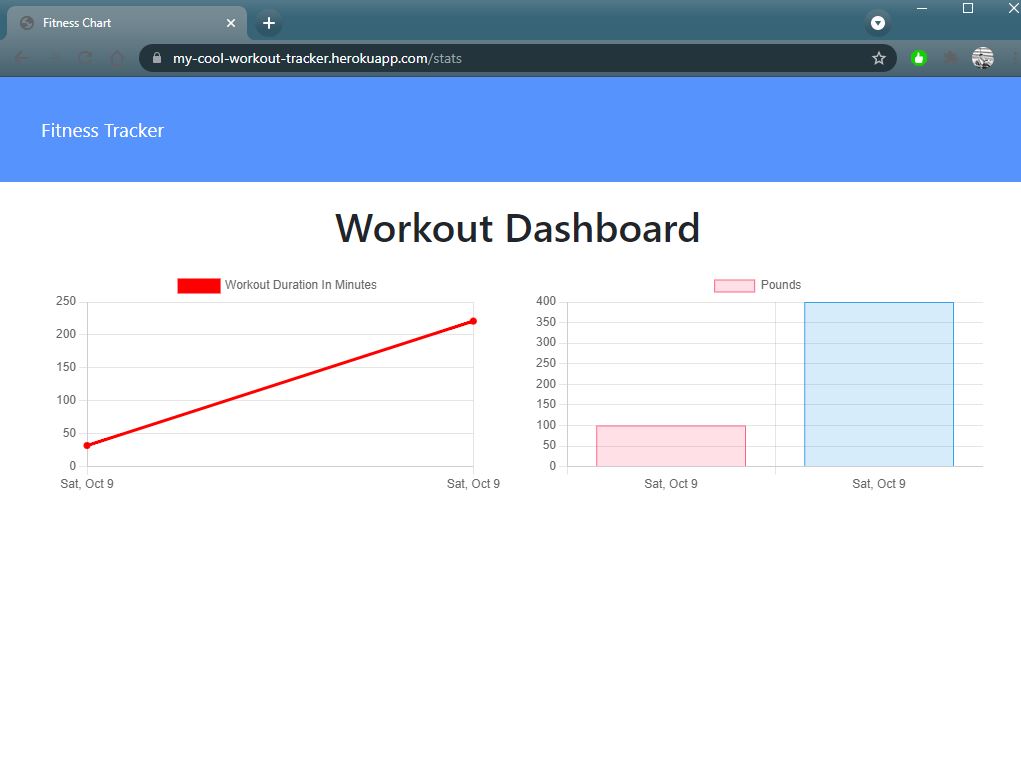 Fitness Chart
my-cool-workout-tracker.herokuapp.com/stats
Fitness Tracker
Workout Dashboard
Workout Duration In Minutes
250
200
150
100
50
0
Sat, Oct 9 Sat, Oct 9
Pounds
400
350
300
250
200
150
100
50
0
Sat, Oct 9 Sat, Oct 9